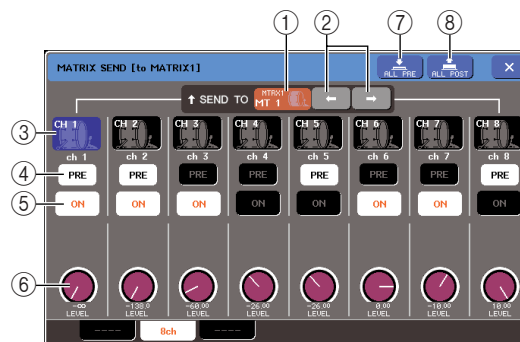 ① ② ⑦ ⑧
MATRIX SEND [to MATRIX1] ALL PRE ALL POST ×
↑ SEND TO MTRX1 MT 1 ← →
③ CH 1 CH 2 CH 3 CH 4 CH 5 CH 6 CH 7 CH 8
ch 1 ch 2 ch 3 ch 4 ch 5 ch 6 ch 7 ch 8
④ PRE PRE PRE PRE PRE PRE PRE PRE
⑤ ON ON ON ON ON ON ON ON
⑥
-∞ -138.0 -60.00 -26.00 -26.00 0.00 -10.00 10.00
LEVEL LEVEL LEVEL LEVEL LEVEL LEVEL LEVEL LEVEL
---- 8ch ----